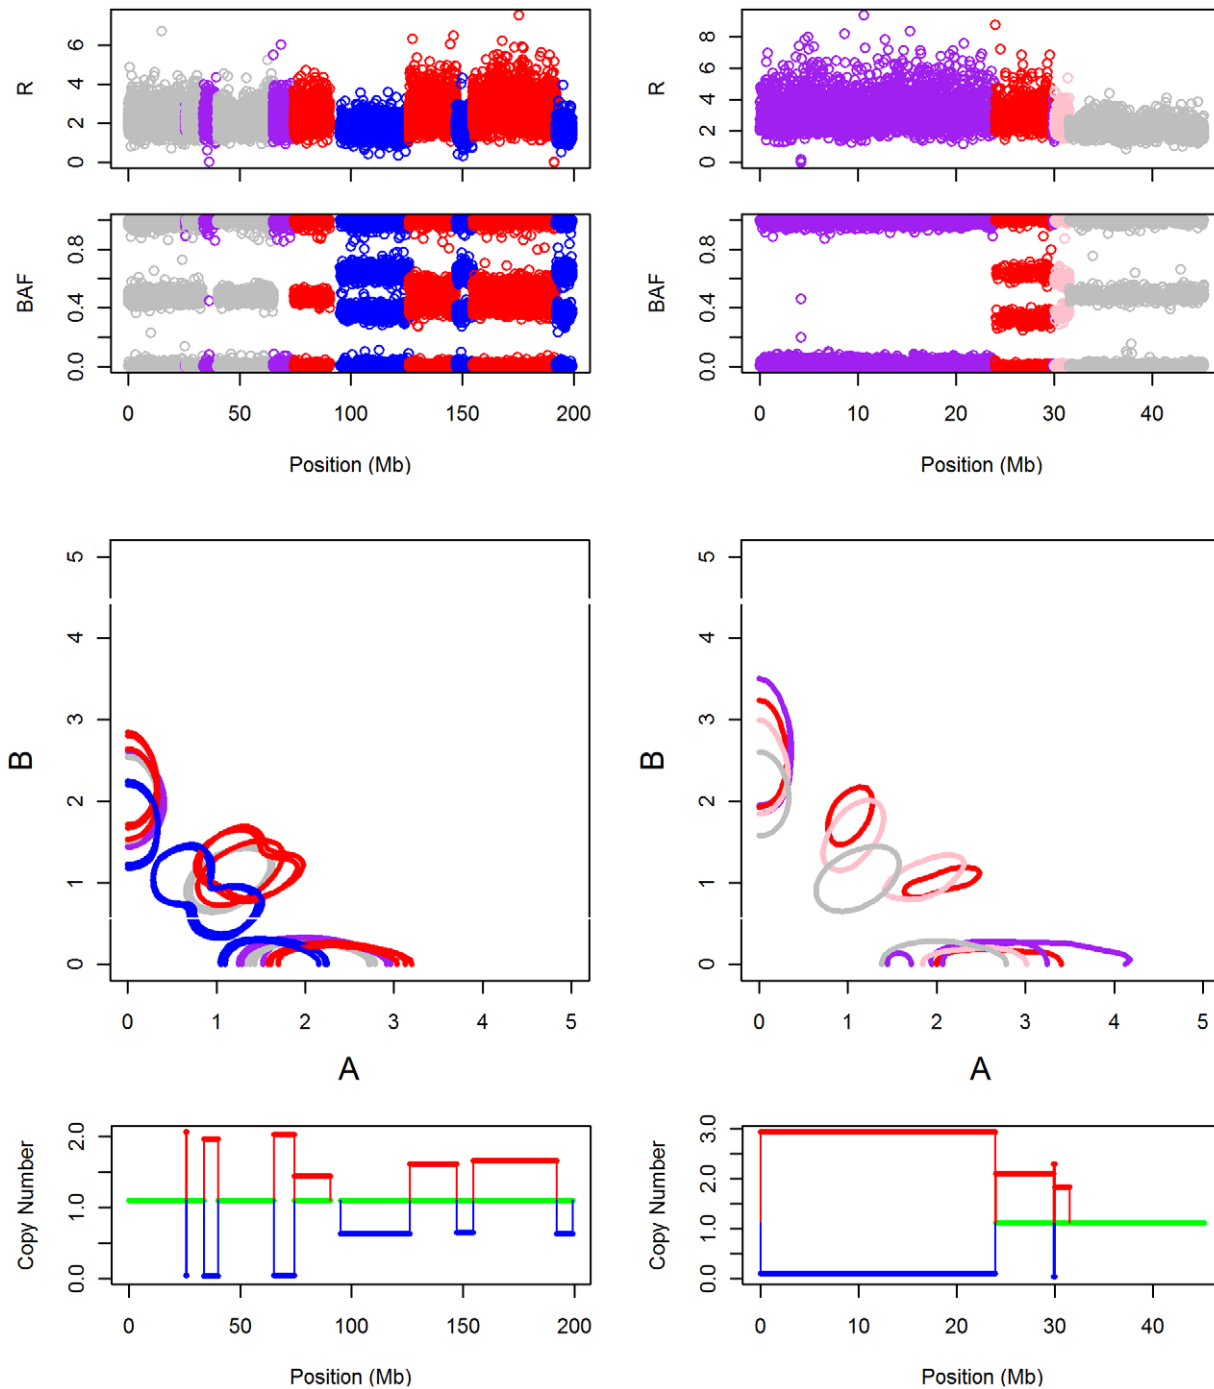 R
0 2 4 6
R
0 2 4 6 8
BAF
0.0 0.4 0.8
BAF
0.0 0.4 0.8
0 50 100 150 200
0 10 20 30 40
Position (Mb)
Position (Mb)
B
0 1 2 3 4 5
B
0 1 2 3 4 5
0 1 2 3 4 5
0 1 2 3 4 5
A
A
Copy Number
0.0 1.0 2.0
Copy Number
0.0 1.0 2.0 3.0
0 50 100 150 200
0 10 20 30 40
Position (Mb)
Position (Mb)